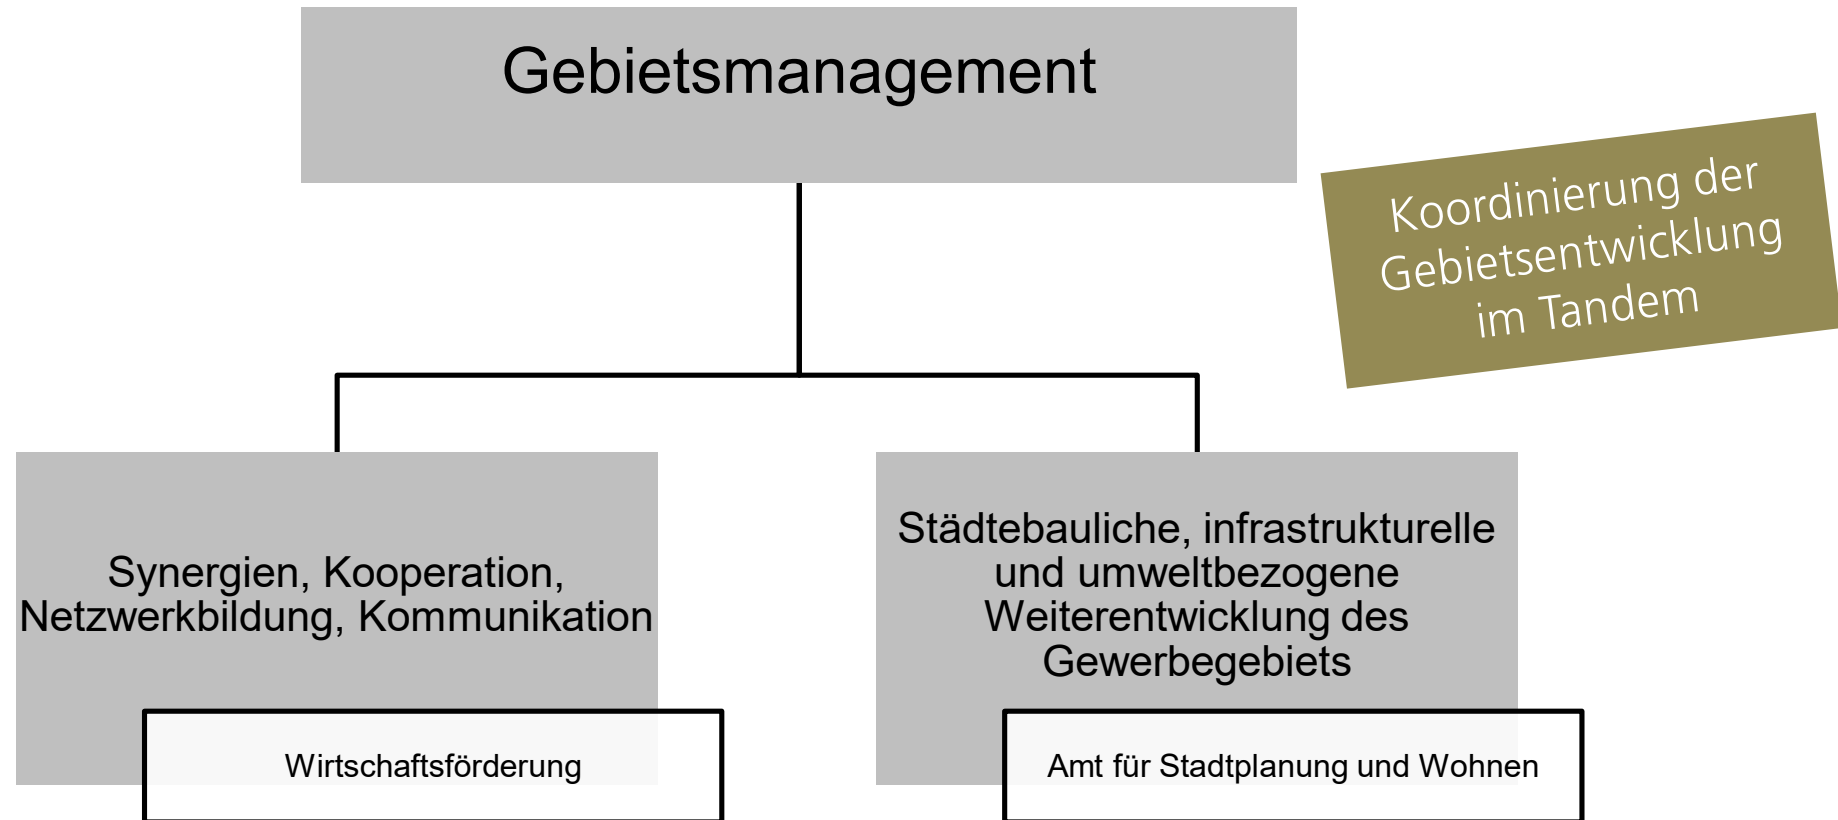 Gebietsmanagement
Koordinierung der
Gebietsentwicklung
im Tandem
Synergien, Kooperation,
Netzwerkbildung, Kommunikation
Wirtschaftsförderung
Städtebauliche, infrastrukturelle
und umweltbezogene
Weiterentwicklung des
Gewerbegebiets
Amt für Stadtplanung und Wohnen